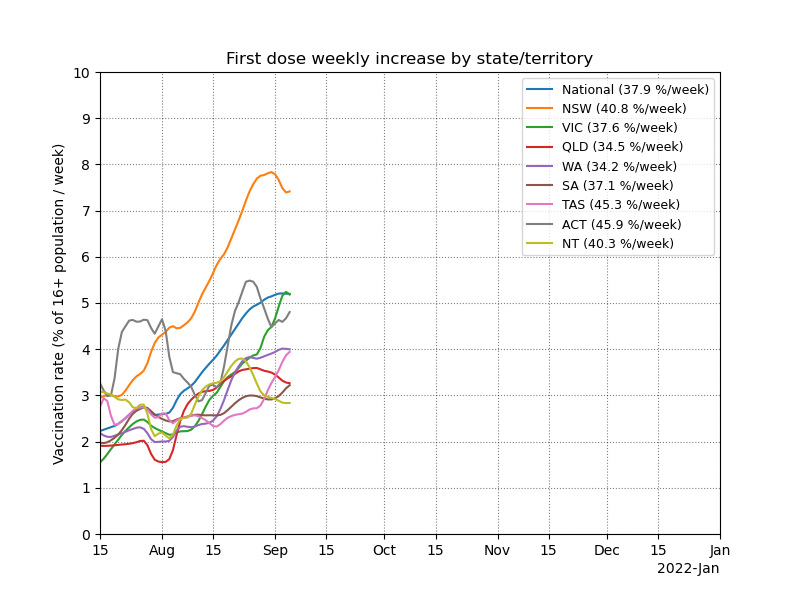 First dose weekly increase by state/territory
Vaccination rate (% of 16+ population / week)
10
9
8
7
6
5
4
3
2
1
0
National (37.9 %/week)
NSW (40.8 %/week)
VIC (37.6 %/week)
QLD (34.5 %/week)
WA (34.2 %/week)
SA (37.1 %/week)
TAS (45.3 %/week)
ACT (45.9 %/week)
NT (40.3 %/week)
15 Aug 15 Sep 15 Oct 15 Nov 15 Dec 15 Jan
2022-Jan